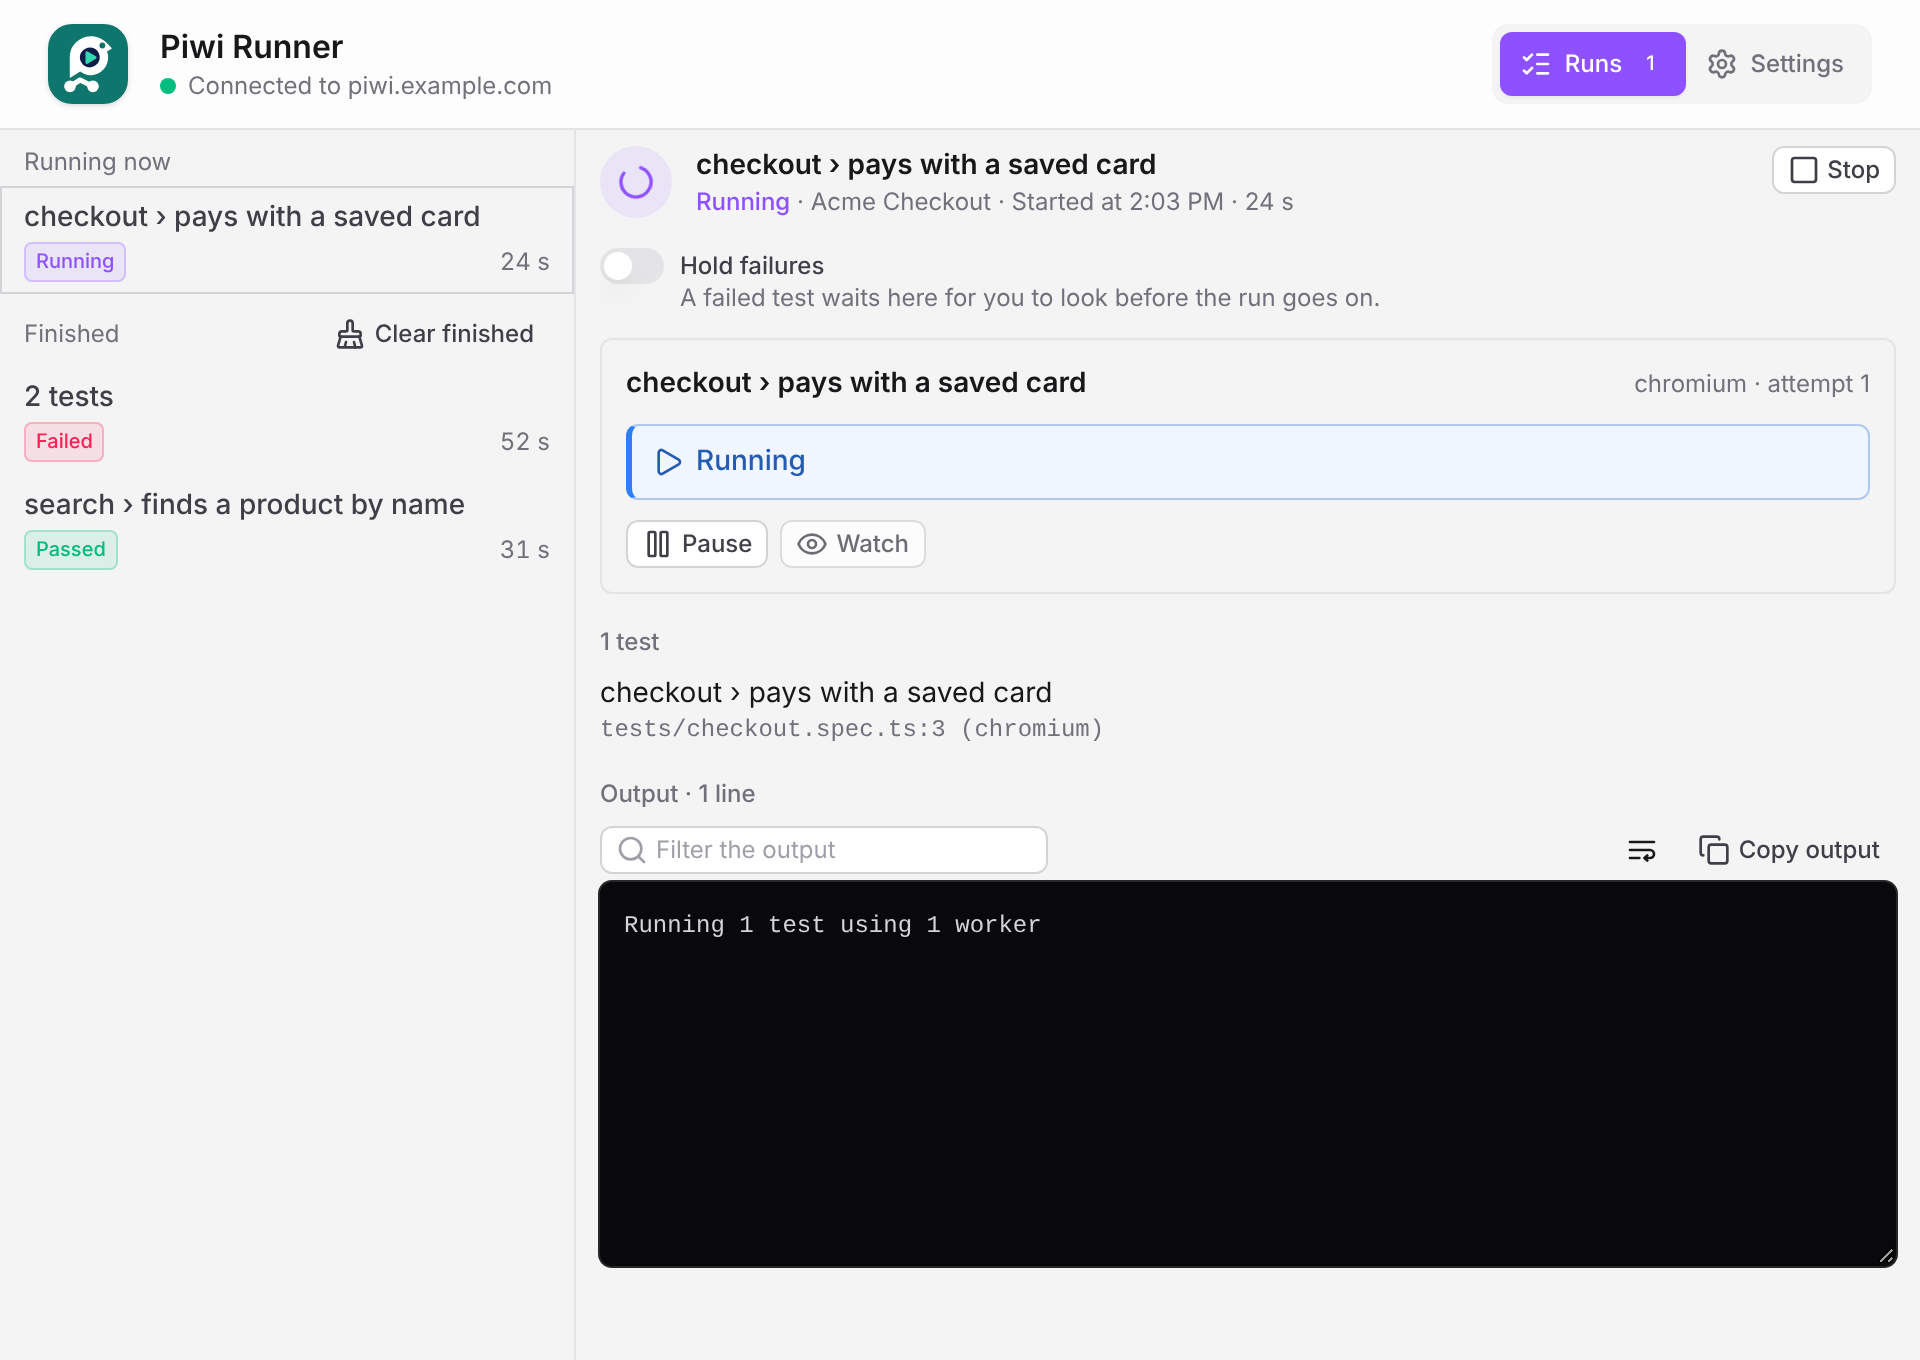 Piwi Runner
Connected to piwi.example.com
Runs 1
Settings
Running now
checkout › pays with a saved card
Running
24 s
Finished
Clear finished
2 tests
Failed
52 s
search › finds a product by name
Passed
31 s
checkout › pays with a saved card
Running · Acme Checkout · Started at 2:03 PM · 24 s
Stop
Hold failures
A failed test waits here for you to look before the run goes on.
checkout › pays with a saved card
chromium · attempt 1
Running
Pause
Watch
1 test
checkout › pays with a saved card
tests/checkout.spec.ts:3 (chromium)
Output · 1 line
Filter the output
Copy output
Running 1 test using 1 worker